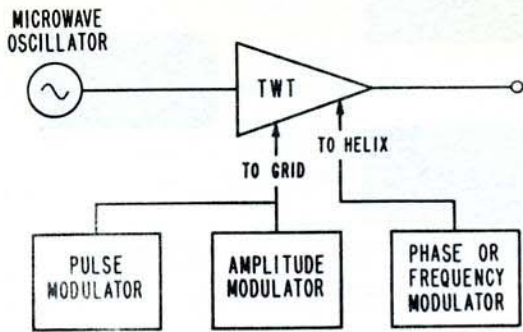 MICROWAVE
OSCILLATOR
TWT
TO GRID
TO HELIX
PULSE
MODULATOR
AMPLITUDE
MODULATOR
PHASE OR
FREQUENCY
MODULATOR